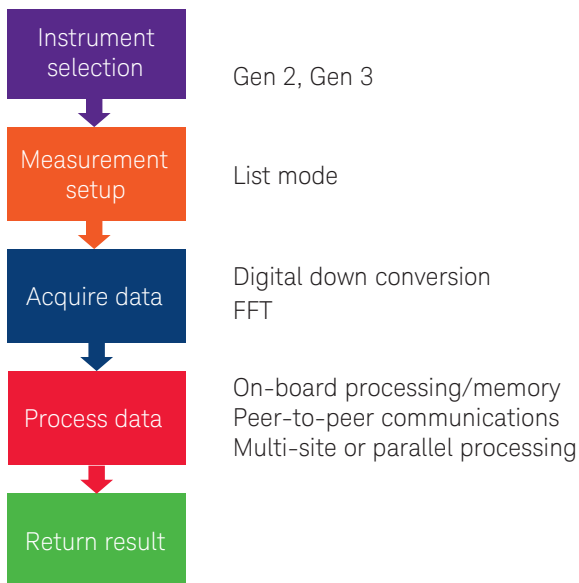 Instrument
selection
Gen 2, Gen 3
Measurement
setup
List mode
Acquire data
Digital down conversion
FFT
Process data
On-board processing/memory
Peer-to-peer communications
Multi-site or parallel processing
Return result